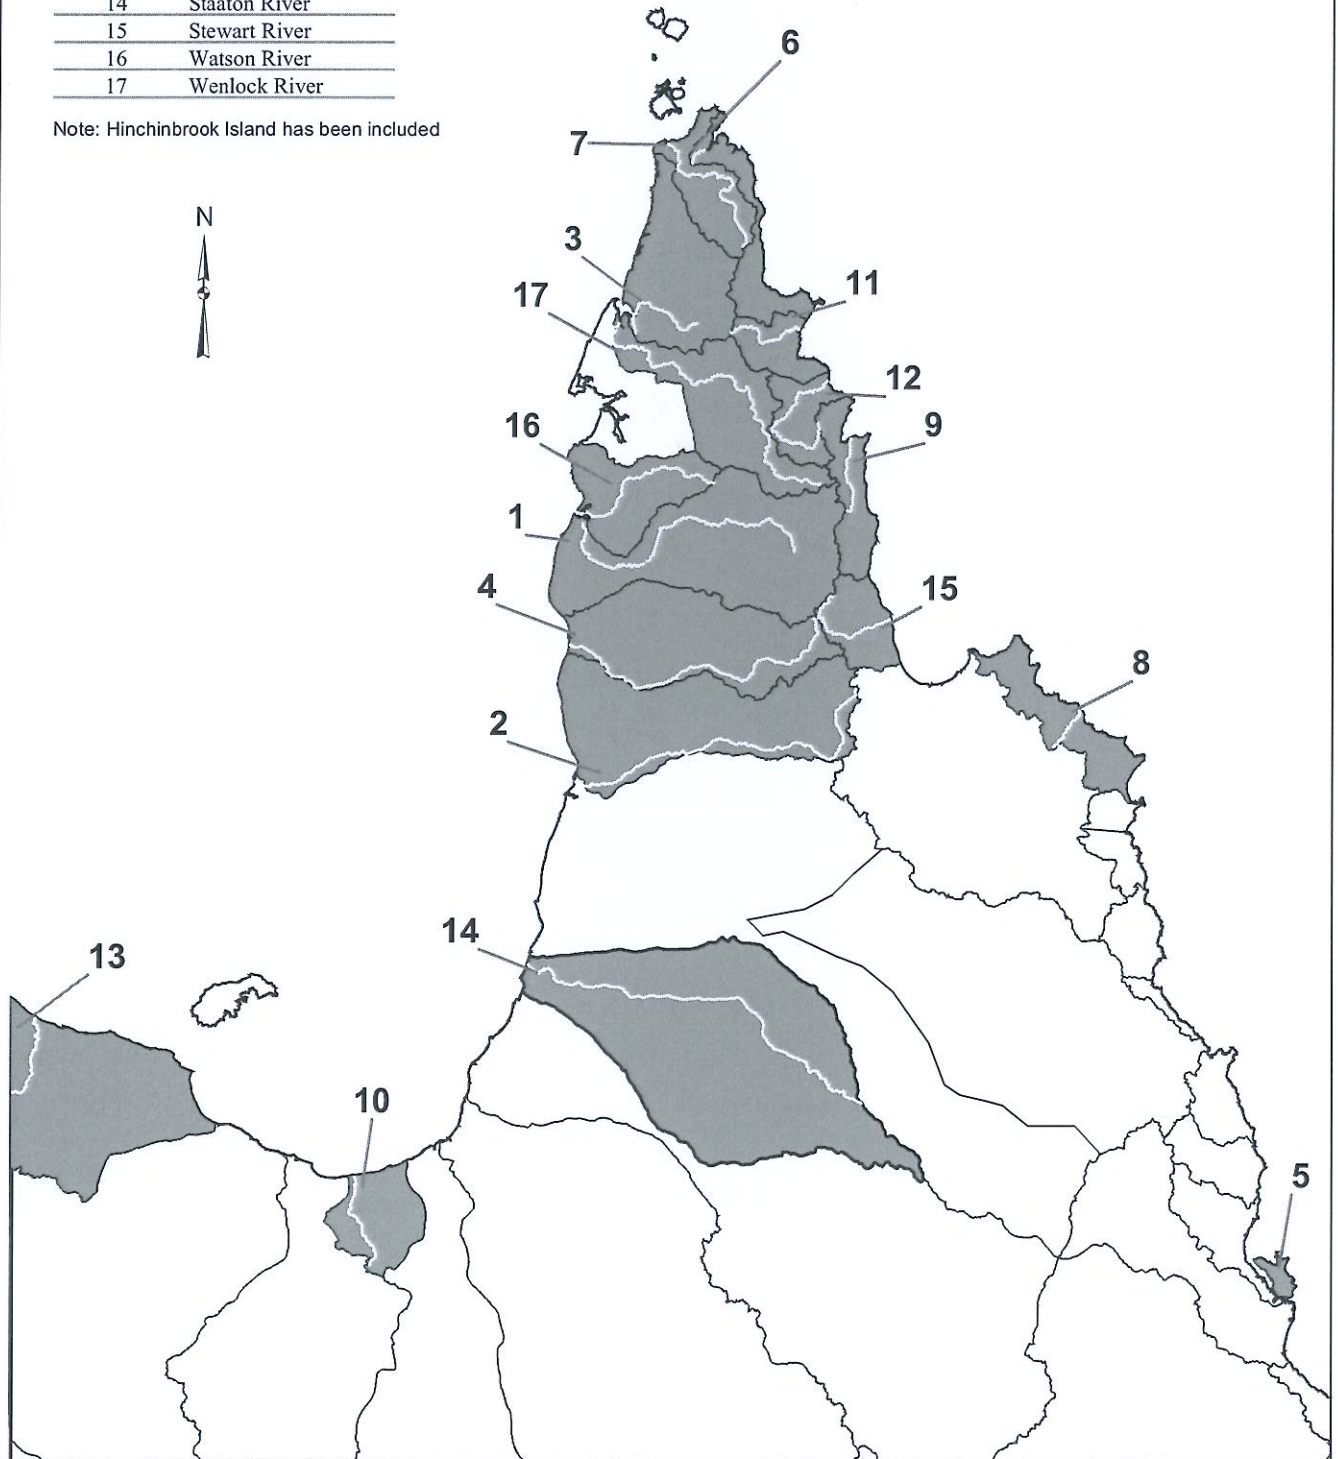 14 Staaton River
15 Stewart River
16 Watson River
17 Wenlock River
Note: Hinchinbrook Island has been included
N
6
7
3
17
11
12
16
9
1
4
15
8
2
14
13
10
5